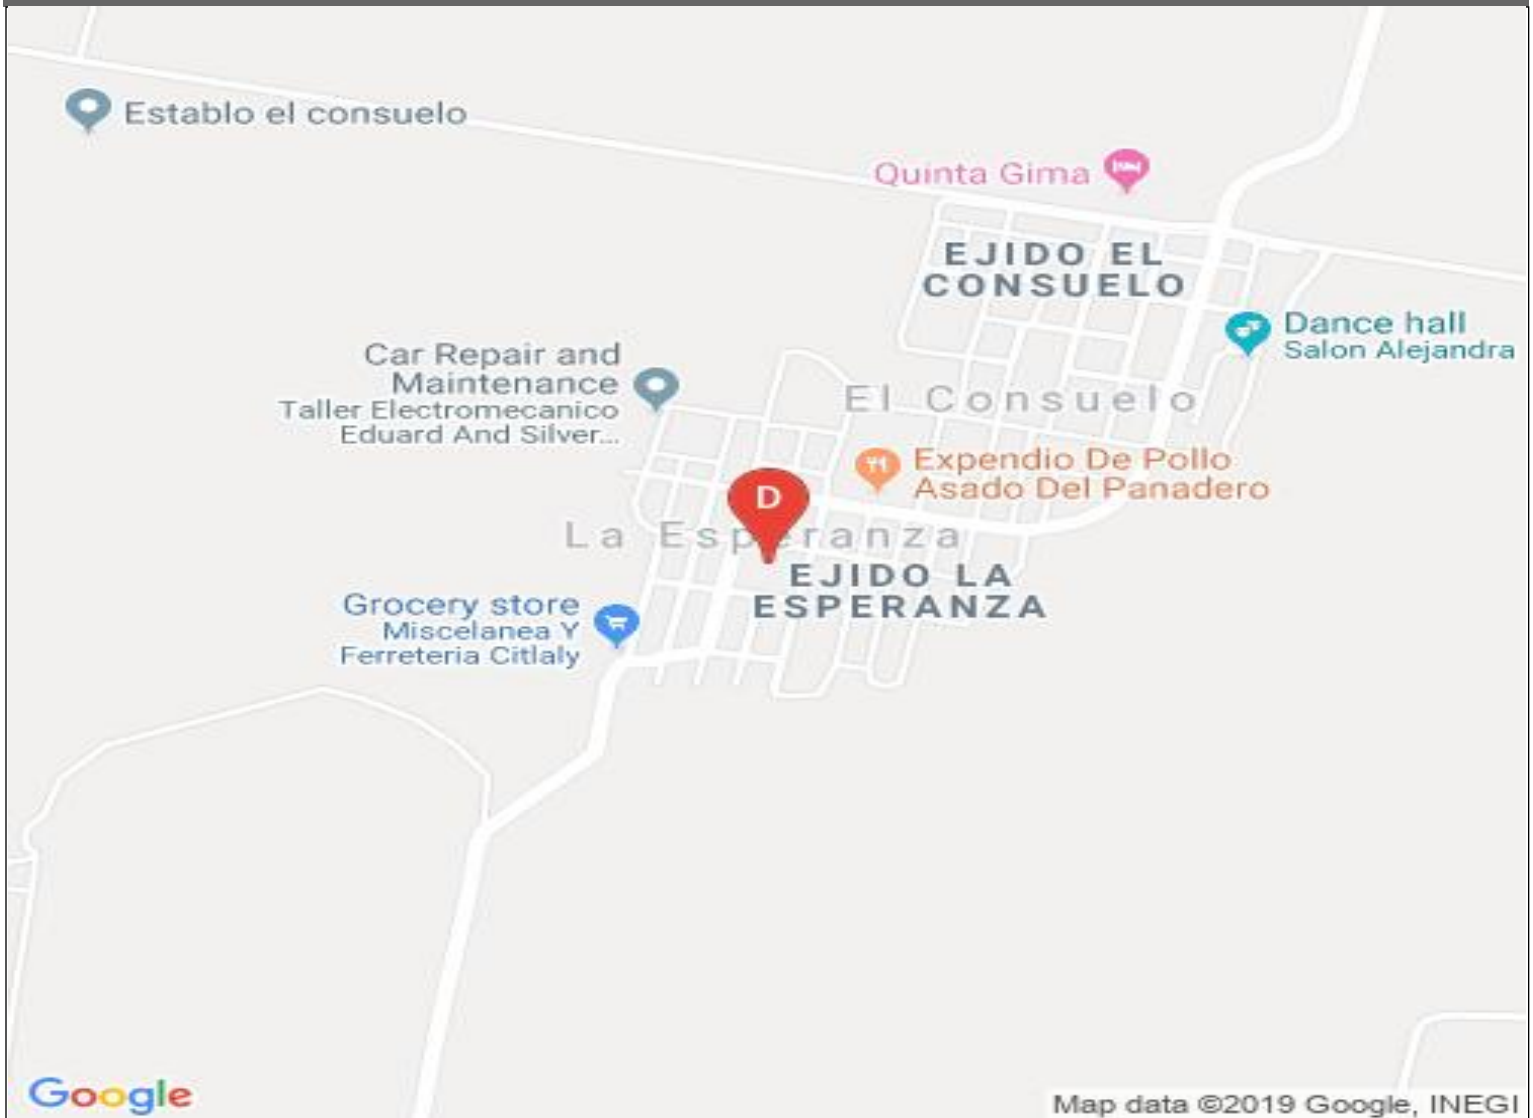 Establo el consuelo
Quinta Gima
EJIDO EL
CONSUELO
Dance hall
Salon Alejandra
Car Repair and
Maintenance
Taller Electromecanico
Eduard And Silver...
El Consuelo
Expendio De Pollo
Asado Del Panadero
D
La Esperanza
EJIDO LA
ESPERANZA
Grocery store
Miscelanea Y
Ferreteria Citlaly
Google
Map data ©2019 Google, INEGI